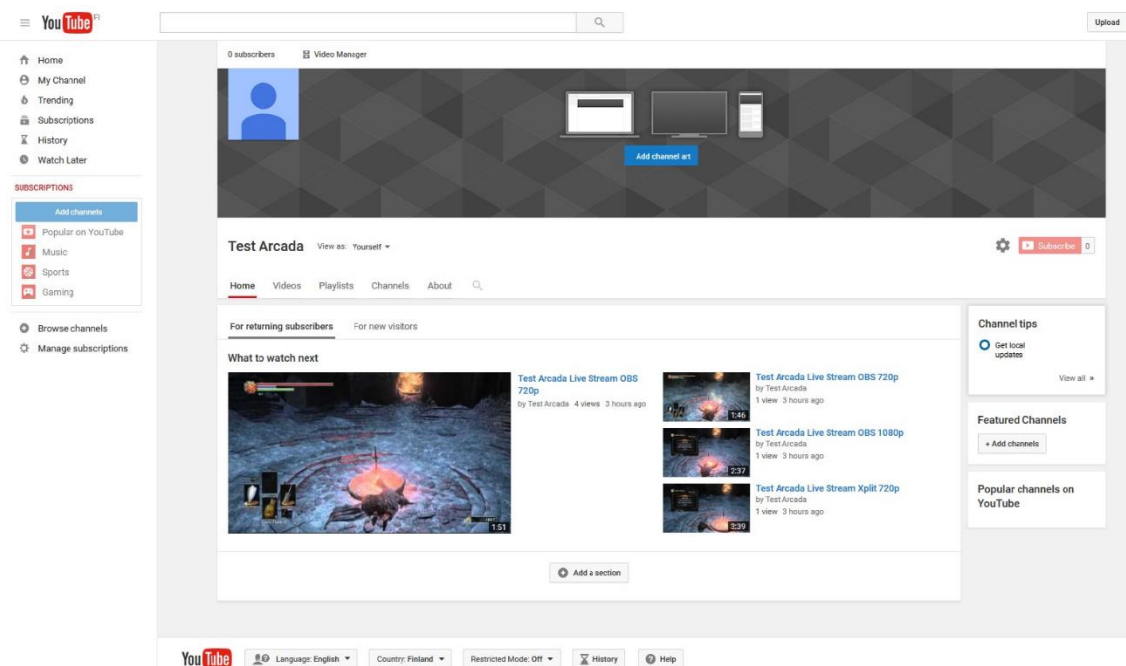 YouTube FI
Upload
Home
My Channel
Trending
Subscriptions
History
Watch Later
SUBSCRIPTIONS
Add channels
Popular on YouTube
Music
Sports
Gaming
Browse channels
Manage subscriptions
0 subscribers Video Manager
Add channel art
Test Arcada View as: Yourself
Subscribe 0
Home Videos Playlists Channels About
For returning subscribers For new visitors
What to watch next
1:51
Test Arcada Live Stream OBS
720p
by Test Arcada 4 views 3 hours ago
1:46
Test Arcada Live Stream OBS 720p
by Test Arcada
1 view 3 hours ago
2:37
Test Arcada Live Stream OBS 1080p
by Test Arcada
1 view 3 hours ago
3:39
Test Arcada Live Stream Xplit 720p
by Test Arcada
1 view 3 hours ago
Add a section
Channel tips
Get local
updates
View all »
Featured Channels
+ Add channels
Popular channels on
YouTube
YouTube Language: English Country: Finland Restricted Mode: Off History Help